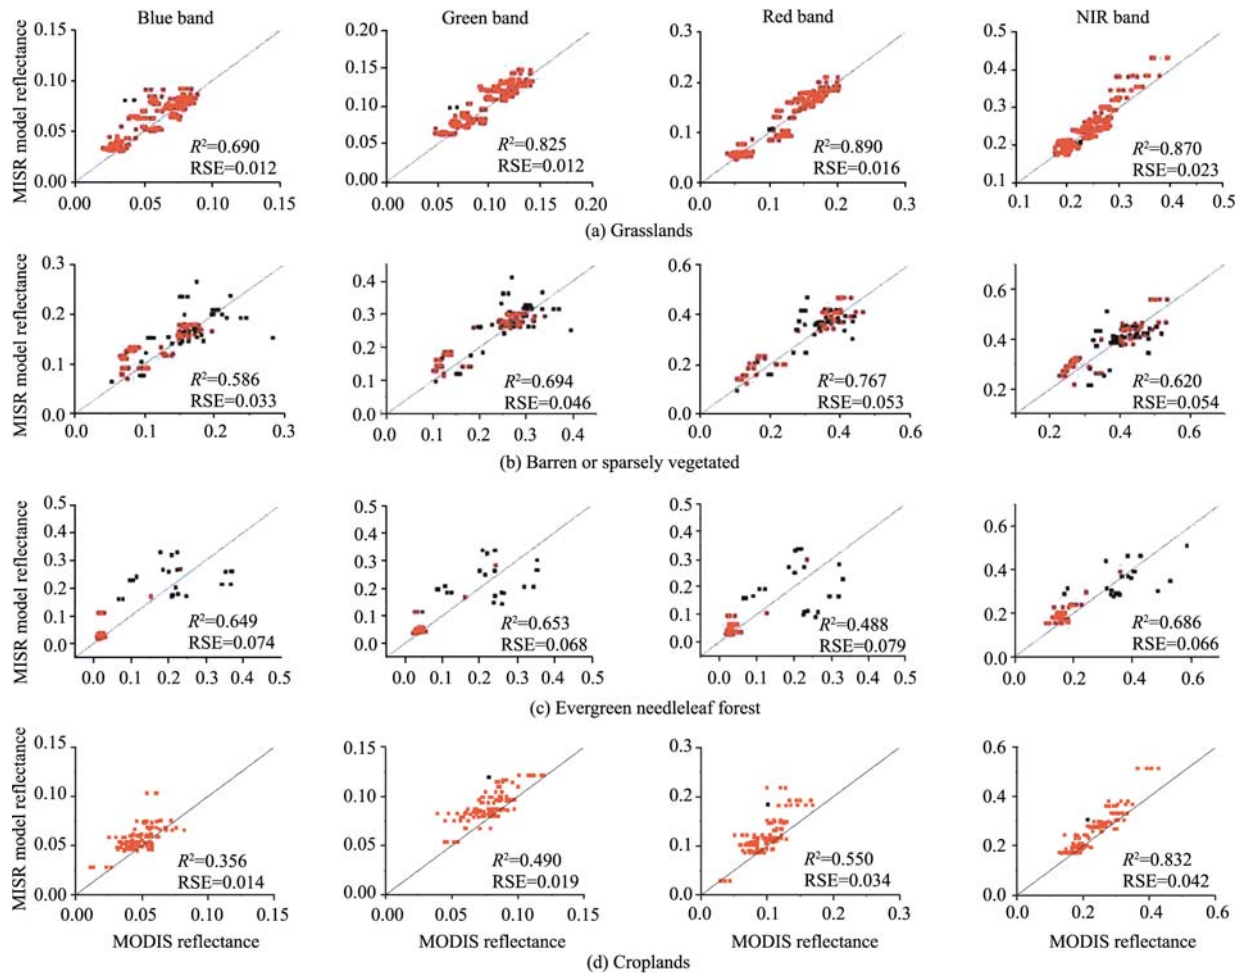 Blue band
Green band
Red band
NIR band
MISR model reflectance
0.15
0.10
0.05
0.00
R²=0.690
RSE=0.012
0.00 0.05 0.10 0.15
0.20
0.15
0.10
0.05
0.00
R²=0.825
RSE=0.012
0.00 0.05 0.10 0.15 0.20
0.3
0.2
0.1
0.0
R²=0.890
RSE=0.016
0.0 0.1 0.2 0.3
0.5
0.4
0.3
0.2
0.1
R²=0.870
RSE=0.023
0.1 0.2 0.3 0.4 0.5
(a) Grasslands
MISR model reflectance
0.3
0.2
0.1
0.0
R²=0.586
RSE=0.033
0.0 0.1 0.2 0.3
0.4
0.3
0.2
0.1
0.0
R²=0.694
RSE=0.046
0.0 0.1 0.2 0.3 0.4
0.6
0.4
0.2
0.0
R²=0.767
RSE=0.053
0.0 0.2 0.4 0.6
0.6
0.4
0.2
R²=0.620
RSE=0.054
0.2 0.4 0.6
(b) Barren or sparsely vegetated
MISR model reflectance
0.5
0.4
0.3
0.2
0.1
0.0
R²=0.649
RSE=0.074
0.0 0.1 0.2 0.3 0.4 0.5
0.5
0.4
0.3
0.2
0.1
0.0
R²=0.653
RSE=0.068
0.0 0.1 0.2 0.3 0.4 0.5
0.5
0.4
0.3
0.2
0.1
0.0
R²=0.488
RSE=0.079
0.0 0.1 0.2 0.3 0.4 0.5
0.6
0.4
0.2
0.0
R²=0.686
RSE=0.066
0.0 0.2 0.4 0.6
(c) Evergreen needleleaf forest
MISR model reflectance
0.15
0.10
0.05
0.00
R²=0.356
RSE=0.014
0.00 0.05 0.10 0.15
MODIS reflectance
0.15
0.10
0.05
0.00
R²=0.490
RSE=0.019
0.00 0.05 0.10 0.15
MODIS reflectance
0.3
0.2
0.1
0.0
R²=0.550
RSE=0.034
0.0 0.1 0.2 0.3
MODIS reflectance
0.6
0.4
0.2
0.0
R²=0.832
RSE=0.042
0.0 0.2 0.4 0.6
MODIS reflectance
(d) Croplands